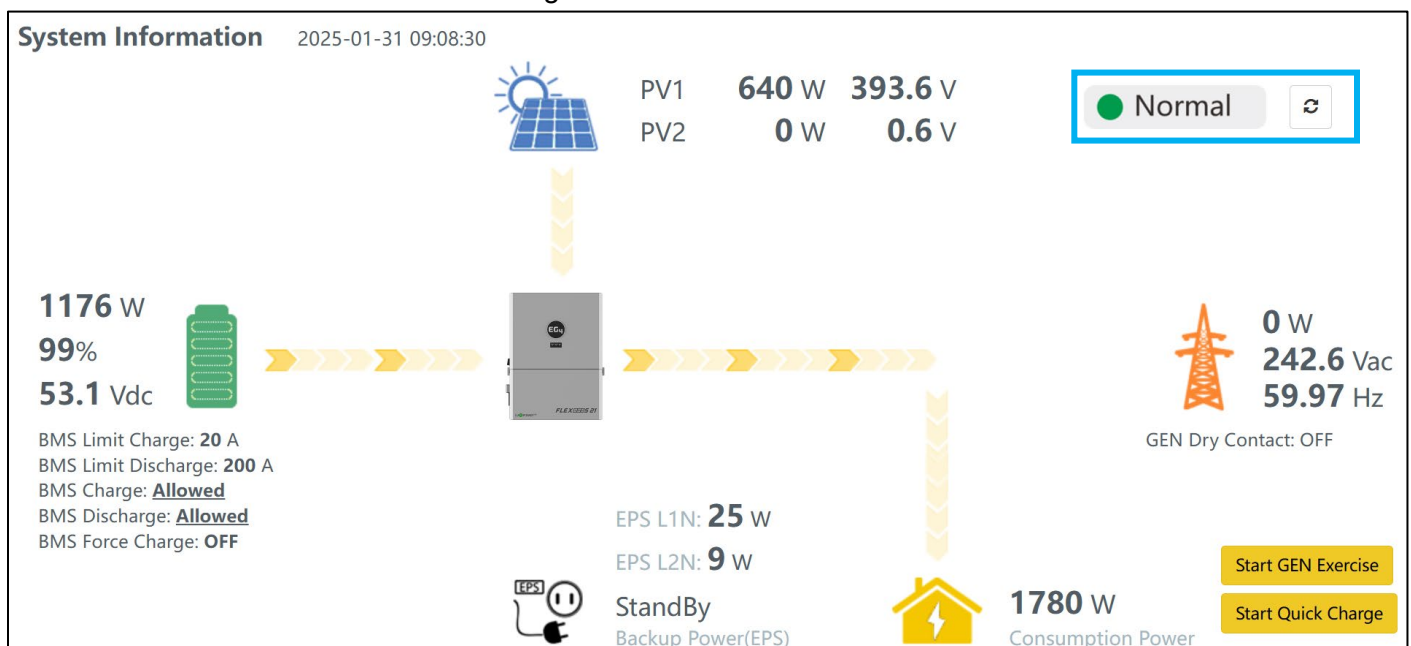 System Information 2025-01-31 09:08:30
PV1 640 W 393.6 V
PV2 0 W 0.6 V
Normal
1176 W
99%
53.1 Vdc
BMS Limit Charge: 20 A
BMS Limit Discharge: 200 A
BMS Charge: Allowed
BMS Discharge: Allowed
BMS Force Charge: OFF
EG4
0 W
242.6 Vac
59.97 Hz
GEN Dry Contact: OFF
EPS L1N: 25 W
EPS L2N: 9 W
EPS
StandBy
Backup Power(EPS)
1780 W
Consumption Power
Start GEN Exercise
Start Quick Charge